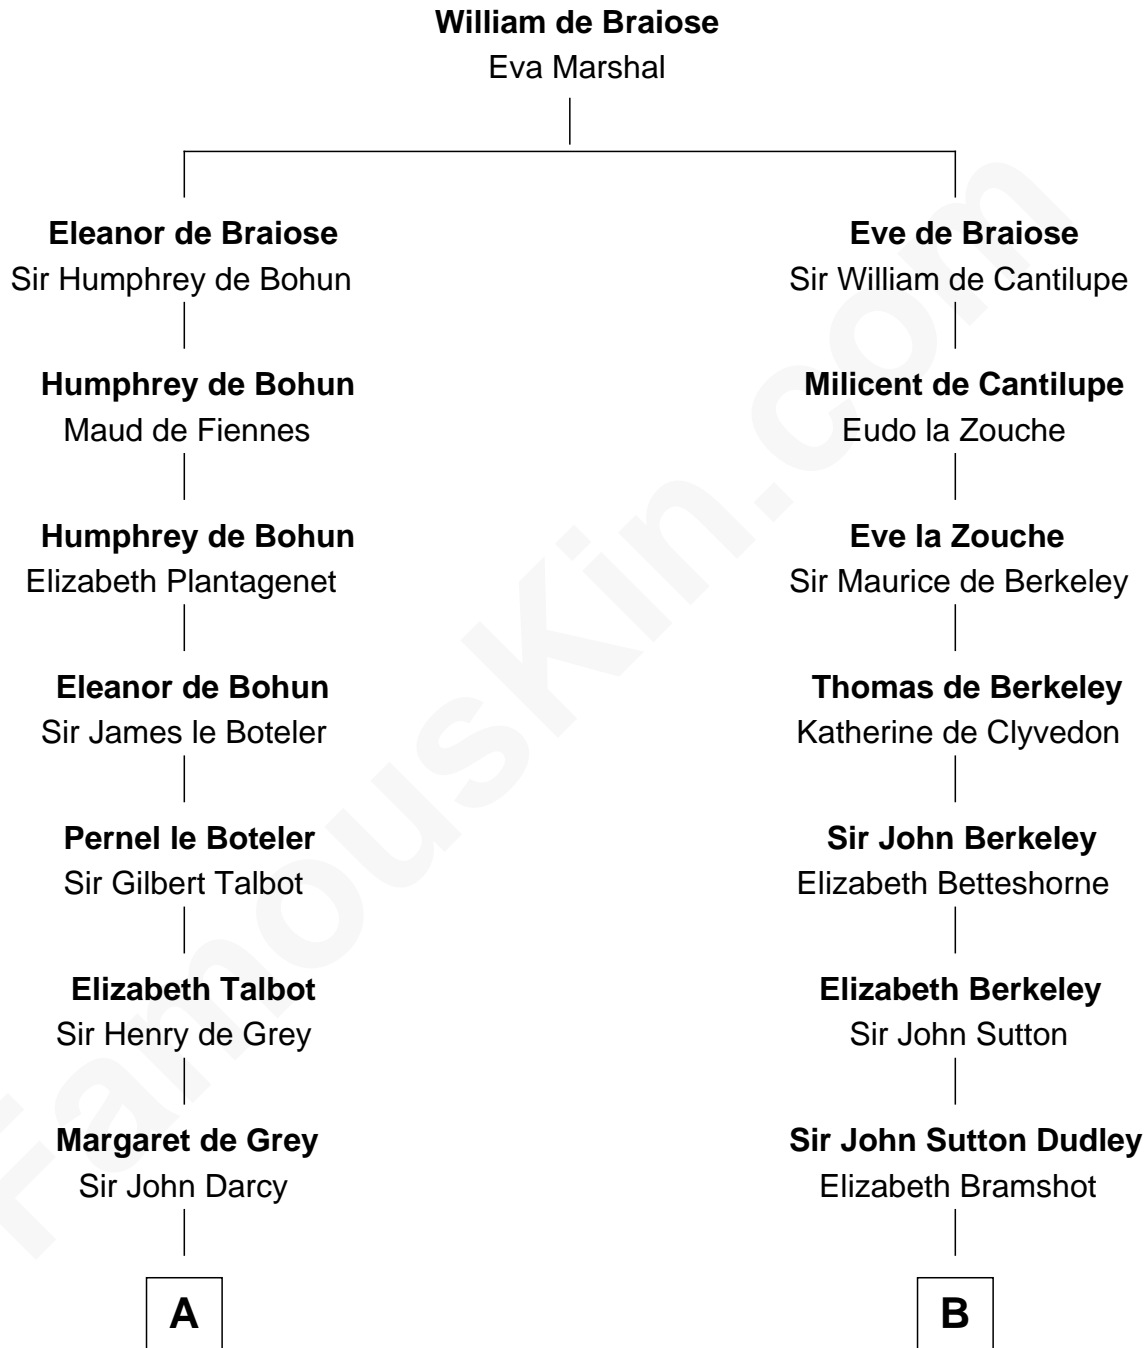 William de Braiose
Eva Marshal
Eleanor de Braiose
Sir Humphrey de Bohun
Eve de Braiose
Sir William de Cantilupe
Humphrey de Bohun
Maud de Fiennes
Milicent de Cantilupe
Eudo la Zouche
Humphrey de Bohun
Elizabeth Plantagenet
Eve la Zouche
Sir Maurice de Berkeley
Eleanor de Bohun
Sir James le Boteler
Thomas de Berkeley
Katherine de Clyvedon
Pernel le Boteler
Sir Gilbert Talbot
Sir John Berkeley
Elizabeth Betteshorne
Elizabeth Talbot
Sir Henry de Grey
Elizabeth Berkeley
Sir John Sutton
Margaret de Grey
Sir John Darcy
Sir John Sutton Dudley
Elizabeth Bramshot
A
B
FamousKin.com